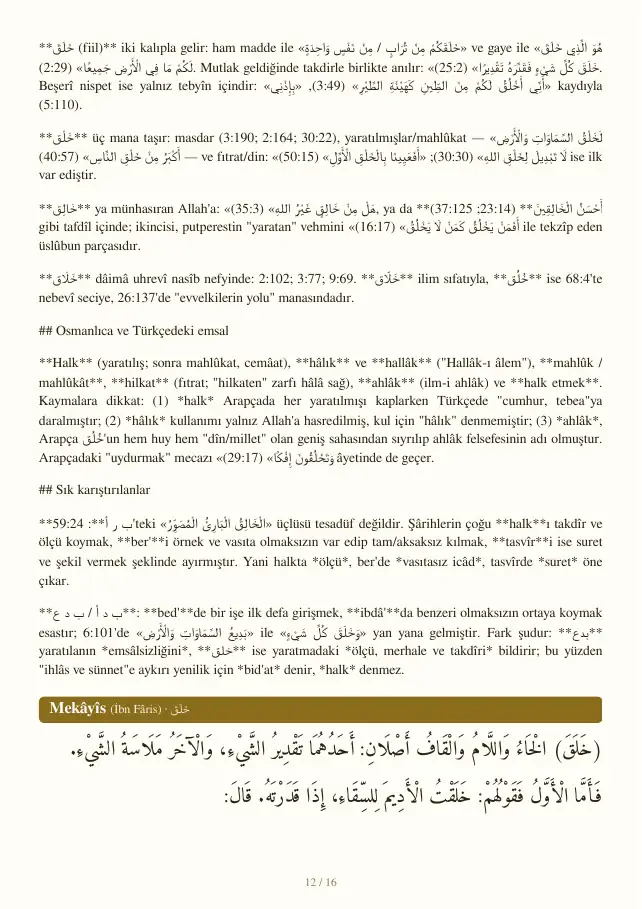 **خَلَقَ (fiil)** iki kalıpla gelir: ham madde ile «خَلَقَكُمْ مِنْ تُرَابٍ / مِنْ نَفْسٍ وَاحِدَةٍ» ve gaye ile «هُوَ الَّذِي خَلَقَ
لَكُمْ مَا فِي الْأَرْضِ جَمِيعًا» (2:29). Mutlak geldiğinde takdirle birlikte anılır: «خَلَقَ كُلَّ شَيْءٍ فَقَدَّرَهُ تَقْدِيرًا» (25:2).
Beşerî nispet ise yalnız tebyîn içindir: «أَنِّي أَخْلُقُ لَكُمْ مِنَ الطِّينِ كَهَيْئَةِ الطَّيْرِ» (3:49), «بِإِذْنِي» kaydıyla
(5:110).
**خَلْق** üç mana taşır: masdar (3:190; 2:164; 30:22), yaratılmışlar/mahlûkat — «لَخَلْقُ السَّمَاوَاتِ وَالْأَرْضِ
أَكْبَرُ مِنْ خَلْقِ النَّاسِ» (40:57) — ve fıtrat/din: «لَا تَبْدِيلَ لِخَلْقِ اللهِ» (30:30); «أَفَعَيِينَا بِالْخَلْقِ الْأَوَّلِ» (50:15) ise ilk
var ediştir.
**خَالِق** ya münhasıran Allah'a: «هَلْ مِنْ خَالِقٍ غَيْرُ اللهِ» (35:3), ya da **أَحْسَنُ الْخَالِقِينَ** (23:14; 37:125)
gibi tafdîl içinde; ikincisi, putperestin "yaratan" vehmini «أَفَمَنْ يَخْلُقُ كَمَنْ لَا يَخْلُقُ» (16:17) ile tekzîp eden
üslûbun parçasıdır.
**خَلَاق** dâimâ uhrevî nasîb nefyinde: 2:102; 3:77; 9:69. **خَلَّاق** ilim sıfatıyla, **خُلُق** ise 68:4'te
nebevî seciye, 26:137'de "evvelkilerin yolu" manasındadır.
## Osmanlıca ve Türkçedeki emsal
**Halk** (yaratılış; sonra mahlûkat, cemâat), **hâlık** ve **hallâk** ("Hallâk-ı âlem"), **mahlûk /
mahlûkât**, **hilkat** (fıtrat; "hilkaten" zarfı hâlâ sağ), **ahlâk** (ilm-i ahlâk) ve **halk etmek**.
Kaymalara dikkat: (1) *halk* Arapçada her yaratılmışı kaplarken Türkçede "cumhur, tebea"ya
daralmıştır; (2) *hâlık* kullanımı yalnız Allah'a hasredilmiş, kul için "hâlık" denmemiştir; (3) *ahlâk*,
Arapça خُلُق'un hem huy hem "dîn/millet" olan geniş sahasından sıyrılıp ahlâk felsefesinin adı olmuştur.
Arapçadaki "uydurmak" mecazı «وَتَخْلُقُونَ إِفْكًا» (29:17) âyetinde de geçer.
## Sık karıştırılanlar
**ب ر أ**: 59:24'teki «الْخَالِقُ الْبَارِئُ الْمُصَوِّرُ» üçlüsü tesadüf değildir. Şârihlerin çoğu **halk**ı takdîr ve
ölçü koymak, **ber'**i örnek ve vasıta olmaksızın var edip tam/aksaksız kılmak, **tasvîr**i ise suret
ve şekil vermek şeklinde ayırmıştır. Yani halkta *ölçü*, ber'de *vasıtasız icâd*, tasvîrde *suret* öne
çıkar.
**ب د أ / ب د ع**: **bed'**de bir işe ilk defa girişmek, **ibdâ'**da benzeri olmaksızın ortaya koymak
esastır; 6:101'de «بَدِيعُ السَّمَاوَاتِ وَالْأَرْضِ» ile «وَخَلَقَ كُلَّ شَيْءٍ» yan yana gelmiştir. Fark şudur: **بدع**
yaratılanın *emsâlsizliğini*, **خلق** ise yaratmadaki *ölçü, merhale ve takdîri* bildirir; bu yüzden
"ihlâs ve sünnet"e aykırı yenilik için *bid'at* denir, *halk* denmez.
Mekâyîs (İbn Fâris) · خَلَقَ
(خَلَقَ) الْخَاءُ وَاللَّامُ وَالْقَافُ أَصْلَانِ: أَحَدُهُمَا تَقْدِيرُ الشَّيْءِ، وَالْآخَرُ مَلَاسَةُ الشَّيْءِ.
فَأَمَّا الْأَوَّلُ فَقَوْلُهُمْ: خَلَقْتُ الْأَدِيمَ لِلسِّقَاءِ، إِذَا قَدَرْتَهُ. قَالَ:
12 / 16